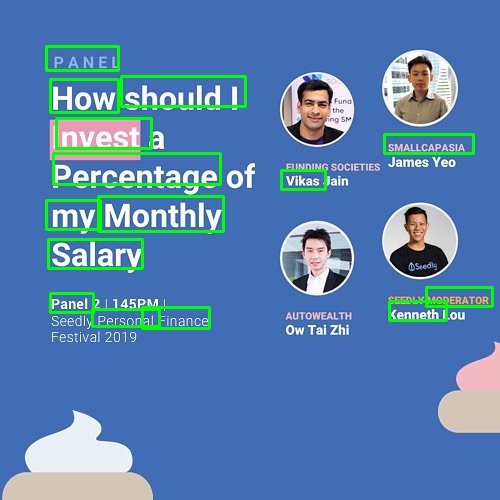 PANEL
How should I
Invest a
Percentage of
my Monthly
Salary
Panel 2 | 145PM |
Seedly Personal Finance
Festival 2019
FUNDING SOCIETIES
Vikas Jain
SMALLCAPASIA
James Yeo
AUTOWEALTH
Ow Tai Zhi
Seedly
SEEDLY MODERATOR
Kenneth Lou